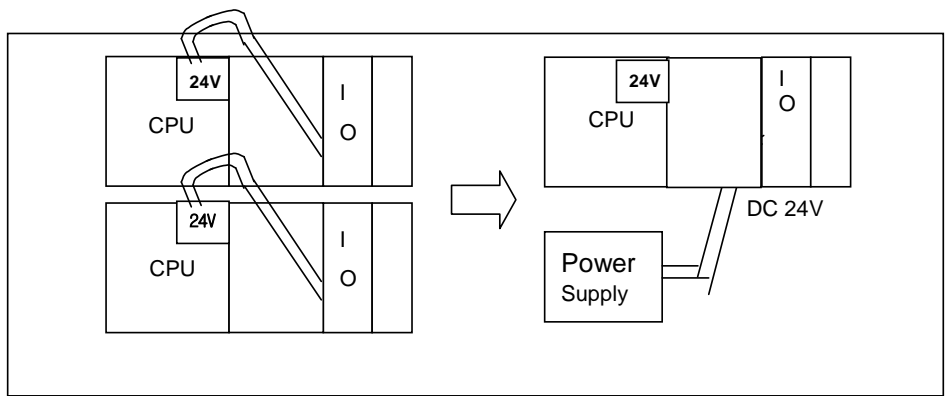 24V
CPU
I
O
24V
CPU
I
O
24V
CPU
I
O
DC 24V
Power
Supply